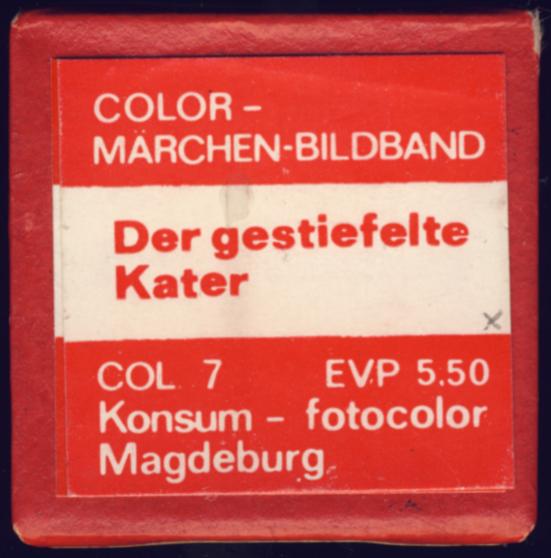 COLOR –
MÄRCHEN-BILDBAND
Der gestiefelte
Kater
x
COL 7 EVP 5.50
Konsum – fotocolor
Magdeburg